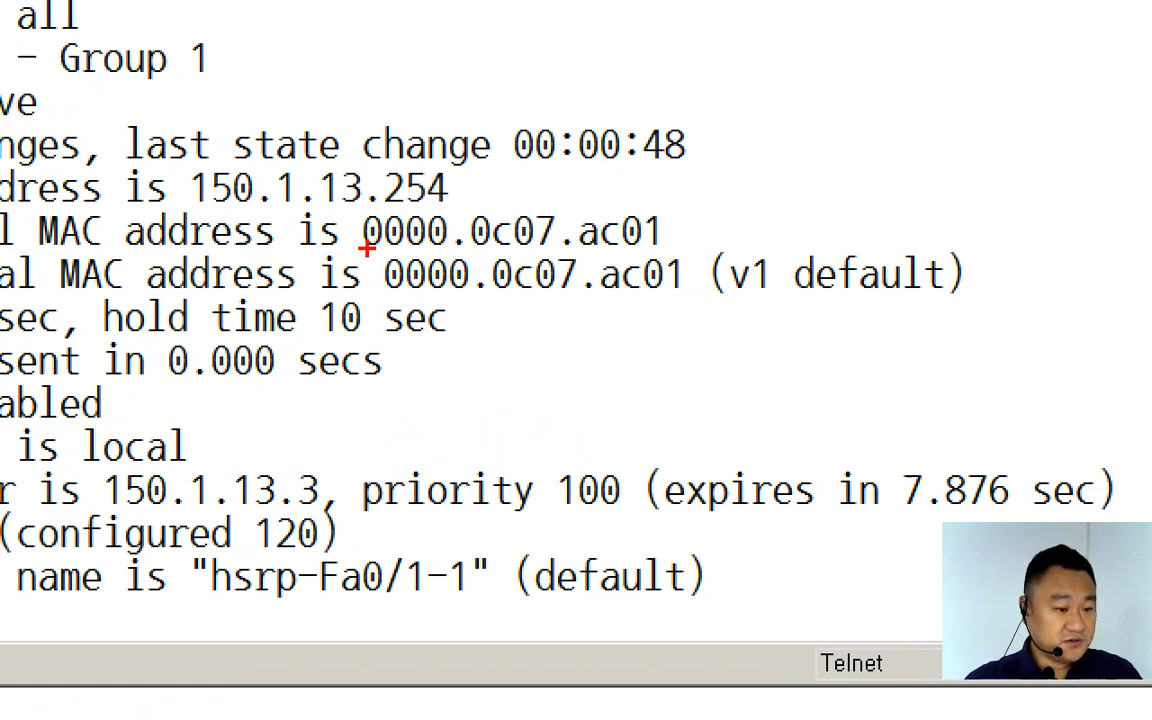 all
- Group 1
ve
nges, last state change 00:00:48
dress is 150.1.13.254
l MAC address is 0000.0c07.ac01
al MAC address is 0000.0c07.ac01 (v1 default)
sec, hold time 10 sec
sent in 0.000 secs
abled
is local
r is 150.1.13.3, priority 100 (expires in 7.876 sec)
(configured 120)
name is "hsrp-Fa0/1-1" (default)
Telnet